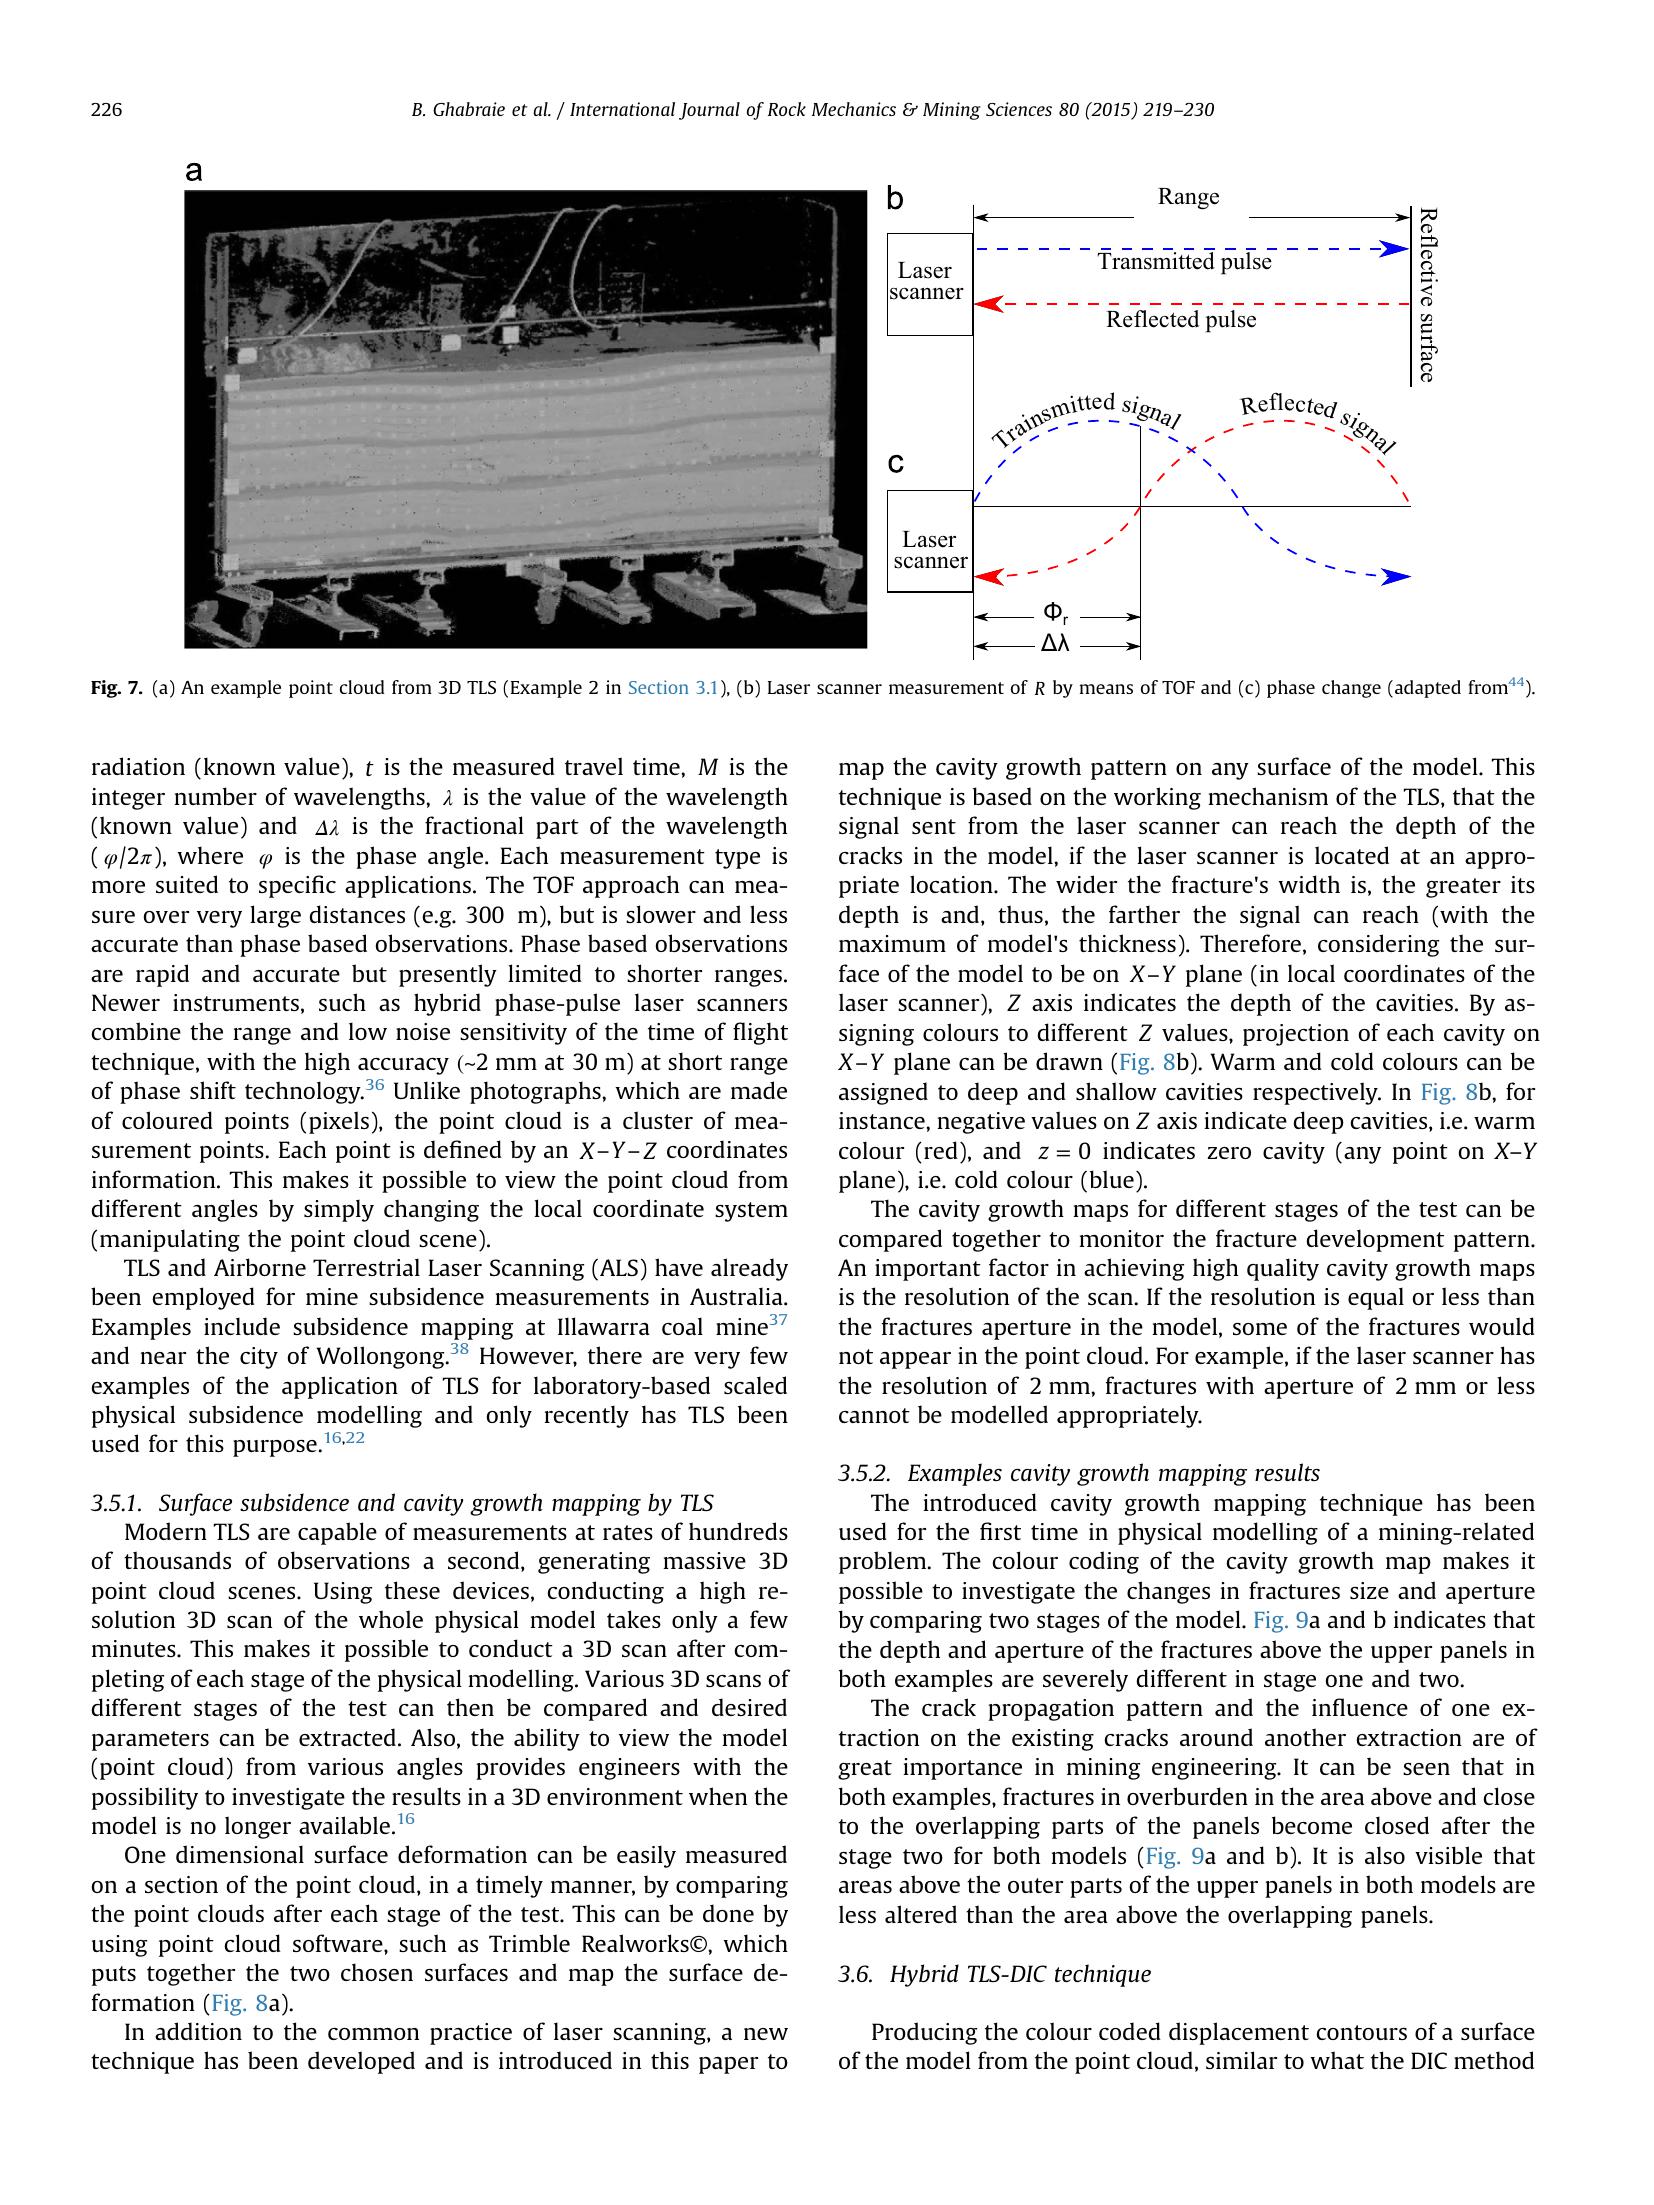 226
B. Ghabraie et al. / International Journal of Rock Mechanics & Mining Sciences 80 (2015) 219–230
a
b
Range
Laser
scanner
Transmitted pulse
Reflected pulse
Reflective surface
Trainsmitted signal
Reflected signal
c
Laser
scanner
Φr
Δλ
Fig. 7. (a) An example point cloud from 3D TLS (Example 2 in Section 3.1), (b) Laser scanner measurement of R by means of TOF and (c) phase change (adapted from44).
radiation (known value), t is the measured travel time, M is the
integer number of wavelengths, λ is the value of the wavelength
(known value) and Δλ is the fractional part of the wavelength
(φ/2π), where φ is the phase angle. Each measurement type is
more suited to specific applications. The TOF approach can mea-
sure over very large distances (e.g. 300 m), but is slower and less
accurate than phase based observations. Phase based observations
are rapid and accurate but presently limited to shorter ranges.
Newer instruments, such as hybrid phase-pulse laser scanners
combine the range and low noise sensitivity of the time of flight
technique, with the high accuracy (~2 mm at 30 m) at short range
of phase shift technology.36 Unlike photographs, which are made
of coloured points (pixels), the point cloud is a cluster of mea-
surement points. Each point is defined by an X–Y–Z coordinates
information. This makes it possible to view the point cloud from
different angles by simply changing the local coordinate system
(manipulating the point cloud scene).
TLS and Airborne Terrestrial Laser Scanning (ALS) have already
been employed for mine subsidence measurements in Australia.
Examples include subsidence mapping at Illawarra coal mine37
and near the city of Wollongong.38 However, there are very few
examples of the application of TLS for laboratory-based scaled
physical subsidence modelling and only recently has TLS been
used for this purpose.16,22
3.5.1. Surface subsidence and cavity growth mapping by TLS
Modern TLS are capable of measurements at rates of hundreds
of thousands of observations a second, generating massive 3D
point cloud scenes. Using these devices, conducting a high re-
solution 3D scan of the whole physical model takes only a few
minutes. This makes it possible to conduct a 3D scan after com-
pleting of each stage of the physical modelling. Various 3D scans of
different stages of the test can then be compared and desired
parameters can be extracted. Also, the ability to view the model
(point cloud) from various angles provides engineers with the
possibility to investigate the results in a 3D environment when the
model is no longer available.16
One dimensional surface deformation can be easily measured
on a section of the point cloud, in a timely manner, by comparing
the point clouds after each stage of the test. This can be done by
using point cloud software, such as Trimble Realworks©, which
puts together the two chosen surfaces and map the surface de-
formation (Fig. 8a).
In addition to the common practice of laser scanning, a new
technique has been developed and is introduced in this paper to
map the cavity growth pattern on any surface of the model. This
technique is based on the working mechanism of the TLS, that the
signal sent from the laser scanner can reach the depth of the
cracks in the model, if the laser scanner is located at an appro-
priate location. The wider the fracture's width is, the greater its
depth is and, thus, the farther the signal can reach (with the
maximum of model's thickness). Therefore, considering the sur-
face of the model to be on X–Y plane (in local coordinates of the
laser scanner), Z axis indicates the depth of the cavities. By as-
signing colours to different Z values, projection of each cavity on
X–Y plane can be drawn (Fig. 8b). Warm and cold colours can be
assigned to deep and shallow cavities respectively. In Fig. 8b, for
instance, negative values on Z axis indicate deep cavities, i.e. warm
colour (red), and z = 0 indicates zero cavity (any point on X–Y
plane), i.e. cold colour (blue).
The cavity growth maps for different stages of the test can be
compared together to monitor the fracture development pattern.
An important factor in achieving high quality cavity growth maps
is the resolution of the scan. If the resolution is equal or less than
the fractures aperture in the model, some of the fractures would
not appear in the point cloud. For example, if the laser scanner has
the resolution of 2 mm, fractures with aperture of 2 mm or less
cannot be modelled appropriately.
3.5.2. Examples cavity growth mapping results
The introduced cavity growth mapping technique has been
used for the first time in physical modelling of a mining-related
problem. The colour coding of the cavity growth map makes it
possible to investigate the changes in fractures size and aperture
by comparing two stages of the model. Fig. 9a and b indicates that
the depth and aperture of the fractures above the upper panels in
both examples are severely different in stage one and two.
The crack propagation pattern and the influence of one ex-
traction on the existing cracks around another extraction are of
great importance in mining engineering. It can be seen that in
both examples, fractures in overburden in the area above and close
to the overlapping parts of the panels become closed after the
stage two for both models (Fig. 9a and b). It is also visible that
areas above the outer parts of the upper panels in both models are
less altered than the area above the overlapping panels.
3.6. Hybrid TLS-DIC technique
Producing the colour coded displacement contours of a surface
of the model from the point cloud, similar to what the DIC method